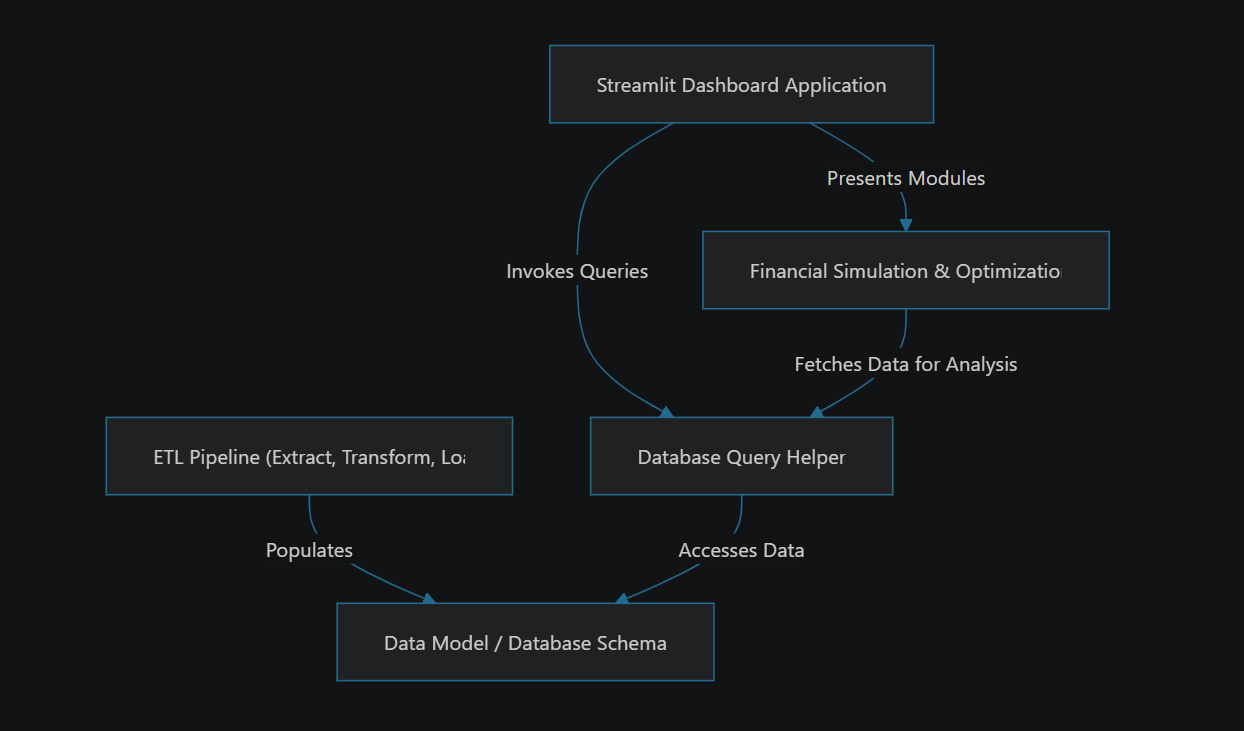 Streamlit Dashboard Application
Presents Modules
Invokes Queries
Financial Simulation & Optimizatio
Fetches Data for Analysis
ETL Pipeline (Extract, Transform, Loa
Database Query Helper
Populates
Accesses Data
Data Model / Database Schema